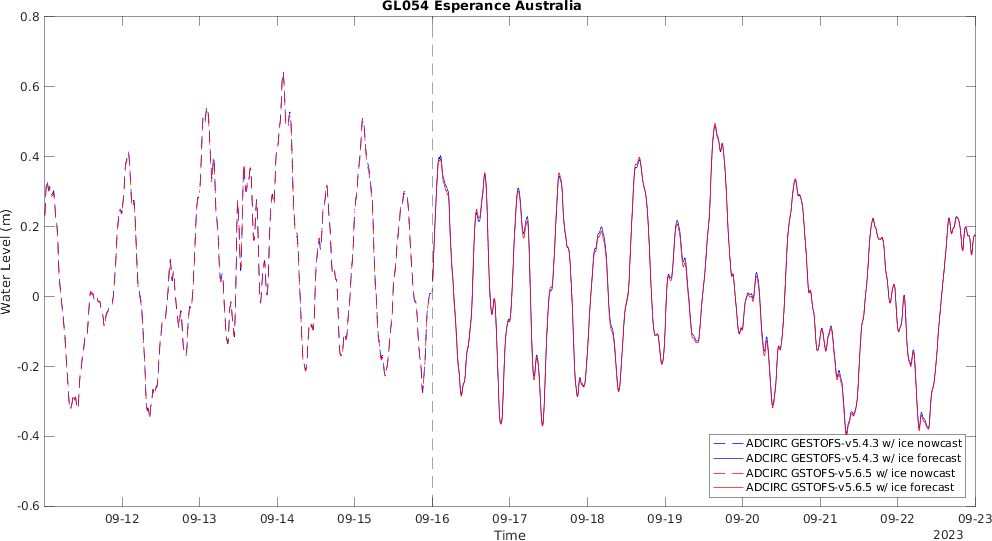 GL054 Esperance Australia
0.8
0.6
0.4
0.2
0
-0.2
-0.4
-0.6
Water Level (m)
ADCIRC GESTOFS-v5.4.3 w/ ice nowcast
ADCIRC GESTOFS-v5.4.3 w/ ice forecast
ADCIRC GSTOFS-v5.6.5 w/ ice nowcast
ADCIRC GSTOFS-v5.6.5 w/ ice forecast
09-12 09-13 09-14 09-15 09-16 09-17 09-18 09-19 09-20 09-21 09-22 09-23
Time
2023